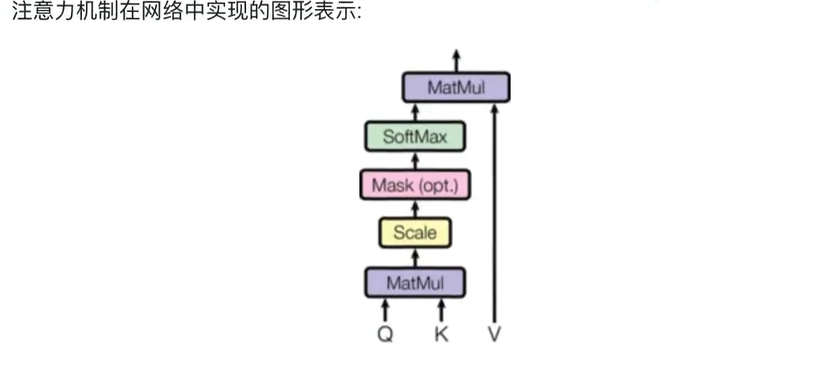 注意力机制在网络中实现的图形表示:
MatMul
SoftMax
Mask (opt.)
Scale
MatMul
Q K V